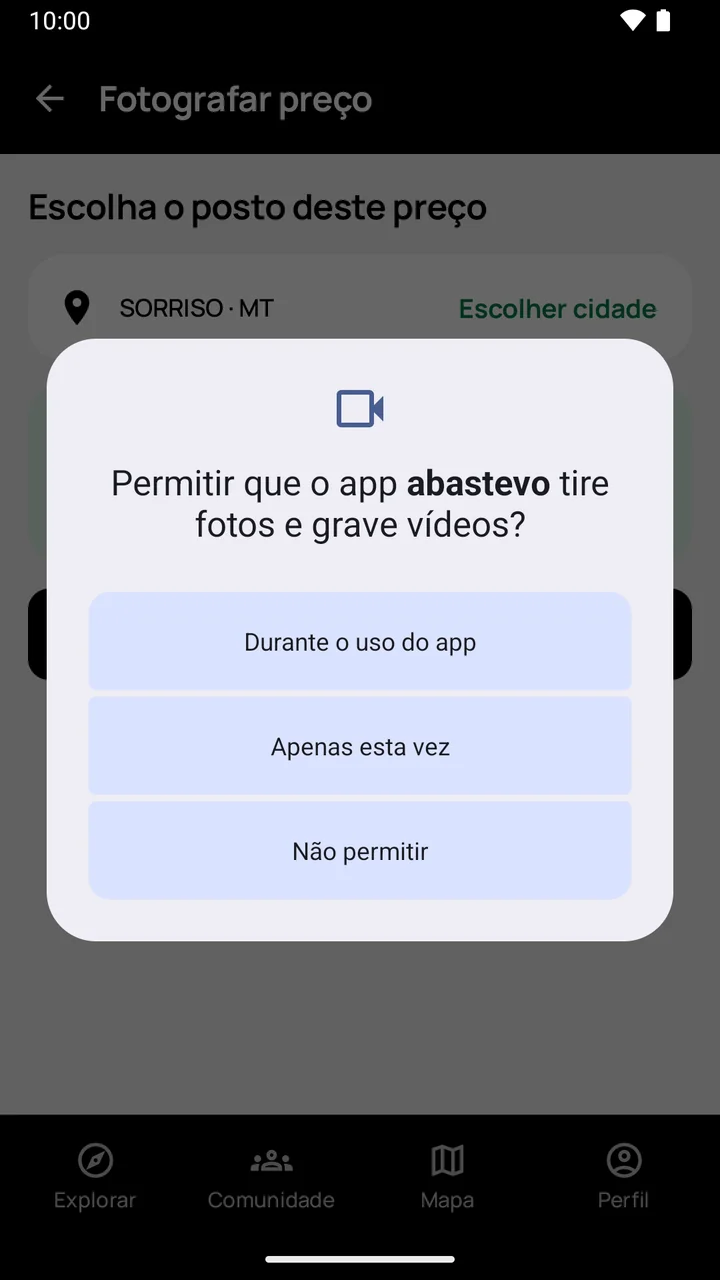 10:00
Fotografar preço
Escolha o posto deste preço
SORRISO · MT
Escolher cidade
Permitir que o app abastevo tire
fotos e grave vídeos?
Durante o uso do app
Apenas esta vez
Não permitir
Explorar
Comunidade
Mapa
Perfil